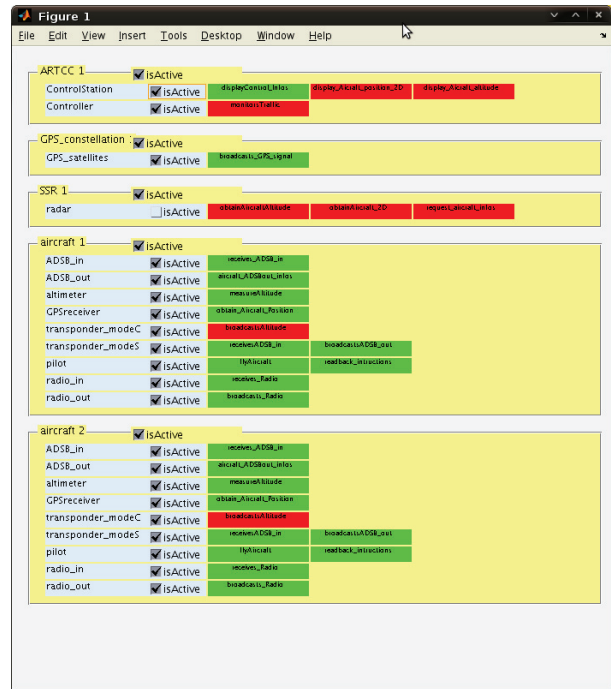 Figure 1
File Edit View Insert Tools Desktop Window Help
ARTCC 1 isActive
ControlStation isActive displayControl_Infos display_Aicraft_position_2D display_Aicraft_altitude
Controller isActive monitorsTraffic
GPS_constellation isActive
GPS_satellites isActive broadcasts_GPS_signal
SSR 1 isActive
radar isActive obtainAircraftAltitude obtainAircraft_2D request_aircraft_infos
aircraft 1 isActive
ADSB_in isActive receives_ADSB_in
ADSB_out isActive aircraft_ADSBout_infos
altimeter isActive measureAltitude
GPSreceiver isActive obtain_Aircraft_Position
transponder_modeC isActive broadcastsAltitude
transponder_modeS isActive receivesADSB_in broadcastsADSB_out
pilot isActive flyAircraft readback_intructions
radio_in isActive receives_Radio
radio_out isActive broadcasts_Radio
aircraft 2 isActive
ADSB_in isActive receives_ADSB_in
ADSB_out isActive aircraft_ADSBout_infos
altimeter isActive measureAltitude
GPSreceiver isActive obtain_Aircraft_Position
transponder_modeC isActive broadcastsAltitude
transponder_modeS isActive receivesADSB_in broadcastsADSB_out
pilot isActive flyAircraft readback_intructions
radio_in isActive receives_Radio
radio_out isActive broadcasts_Radio